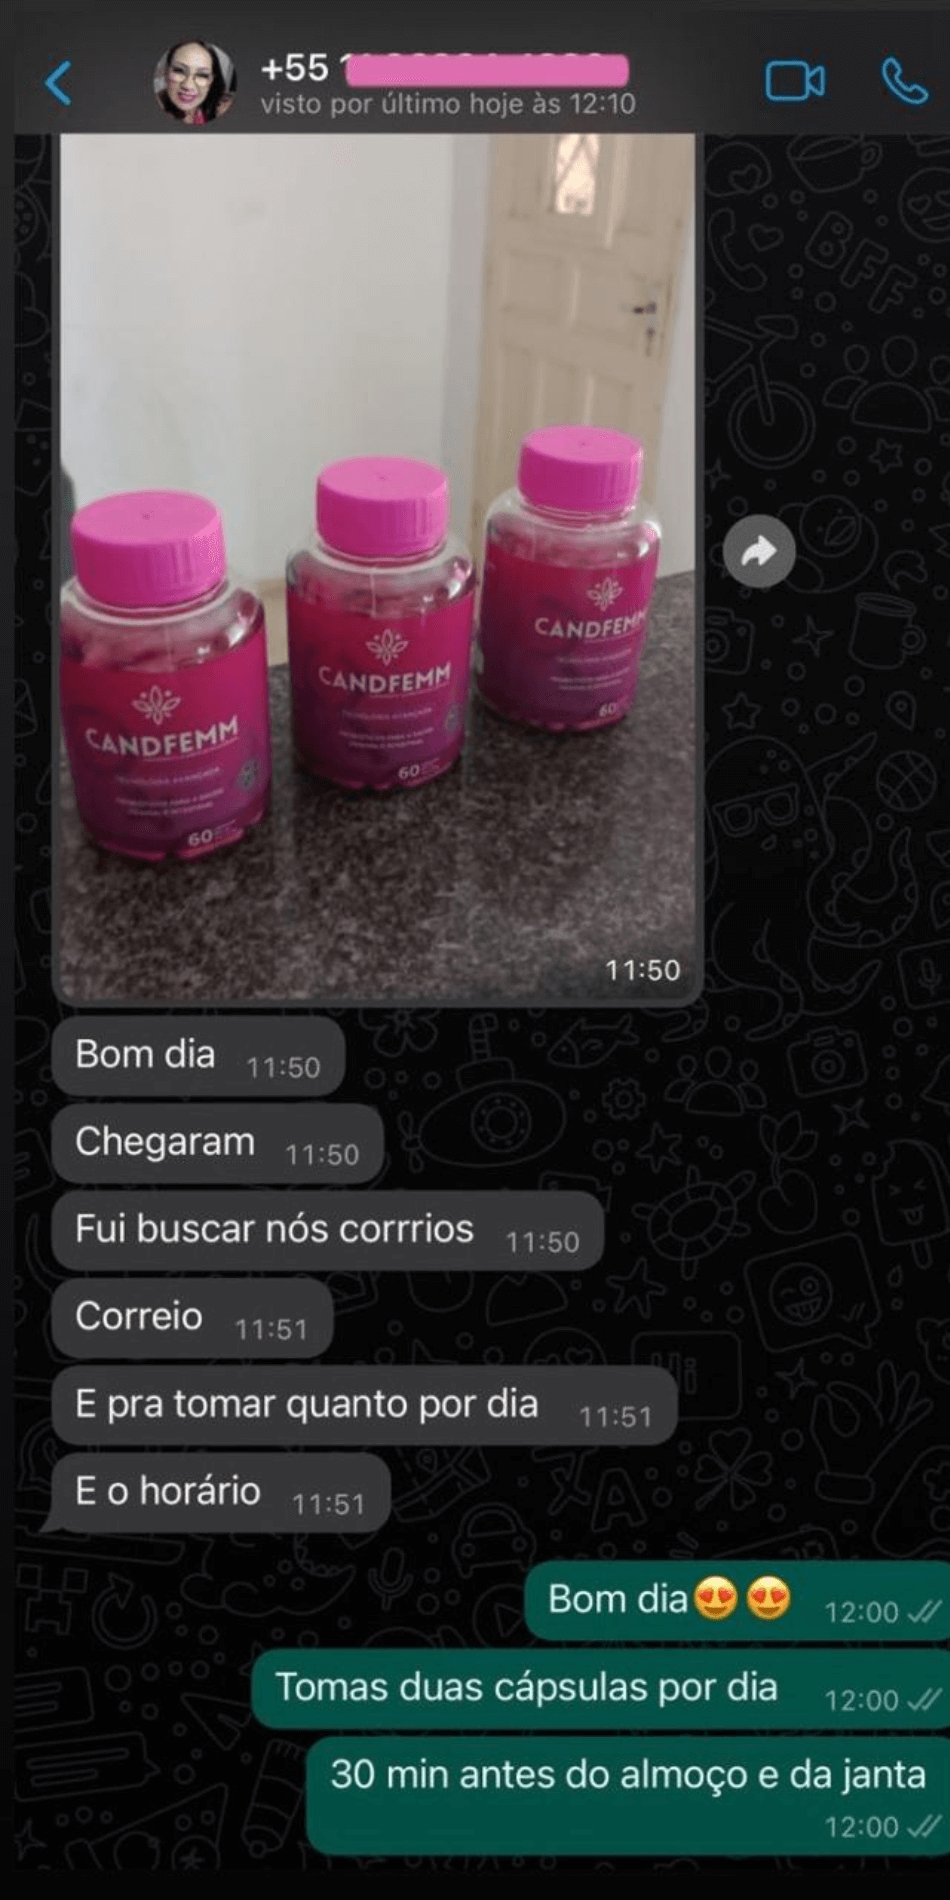 +55
visto por último hoje às 12:10
CANDFEMM
60
CANDFEMM
TECNOLOGIA AVANÇADA
60
CANDFEMM
60
11:50
Bom dia 11:50
Chegaram 11:50
Fui buscar nós corrrios 11:50
Correio 11:51
E pra tomar quanto por dia 11:51
E o horário 11:51
Bom dia😍😍 12:00
Tomas duas cápsulas por dia 12:00
30 min antes do almoço e da janta
12:00